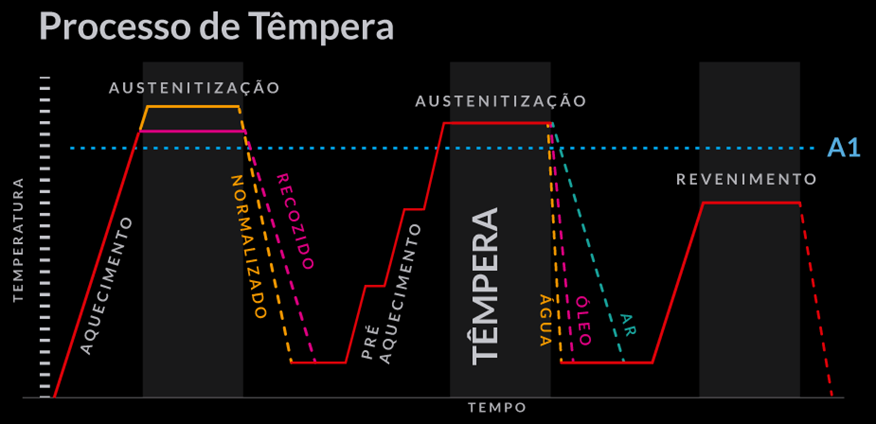 Processo de Têmpera
AUSTENITIZAÇÃO
AUSTENITIZAÇÃO
A1
REVENIMENTO
TEMPERATURA
AQUECIMENTO
NORMALIZADO
RECOZIDO
PRÉ
AQUECIMENTO
TÊMPERA
ÁGUA
ÓLEO
AR
TEMPO